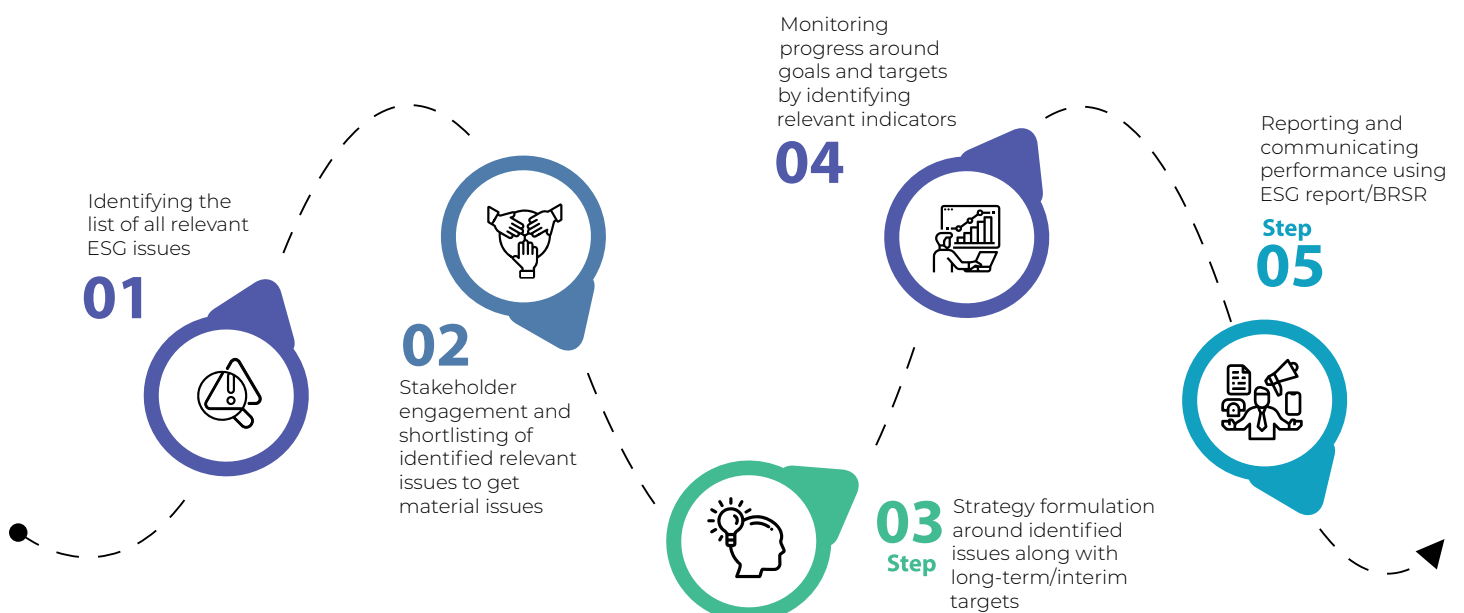 Identifying the
list of all relevant
ESG issues
01
02
Stakeholder
engagement and
shortlisting of
identified relevant
issues to get
material issues
03
Step
Strategy formulation
around identified
issues along with
long-term/interim
targets
Monitoring
progress around
goals and targets
by identifying
relevant indicators
04
Reporting and
communicating
performance using
ESG report/BRSR
Step
05